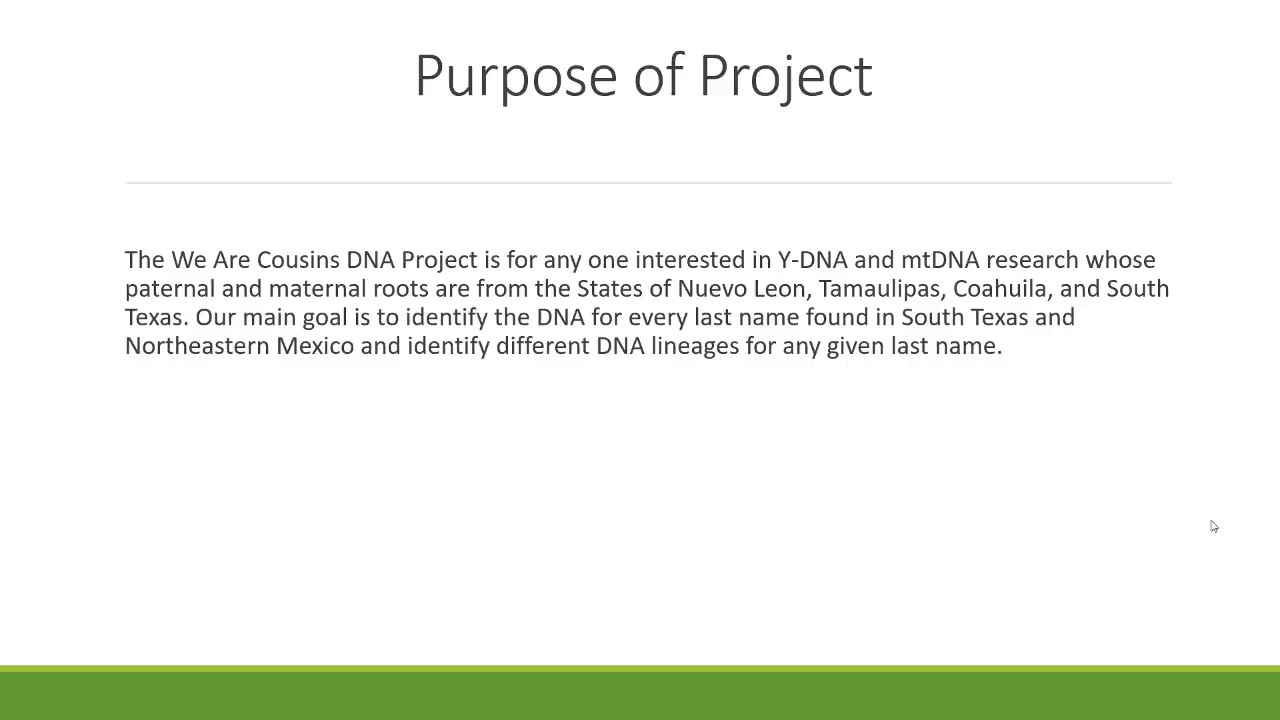 Purpose of Project
The We Are Cousins DNA Project is for any one interested in Y-DNA and mtDNA research whose
paternal and maternal roots are from the States of Nuevo Leon, Tamaulipas, Coahuila, and South
Texas. Our main goal is to identify the DNA for every last name found in South Texas and
Northeastern Mexico and identify different DNA lineages for any given last name.